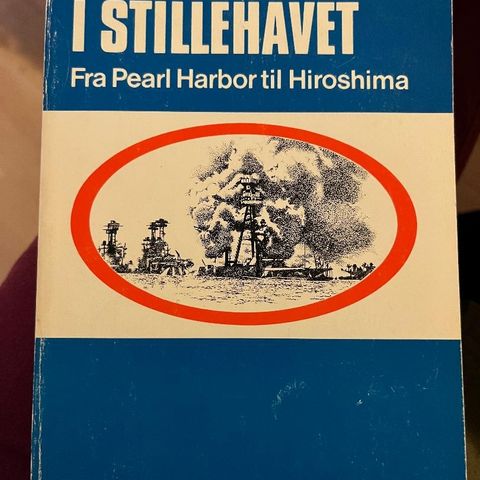 I STILLEHAVET
Fra Pearl Harbor til Hiroshima